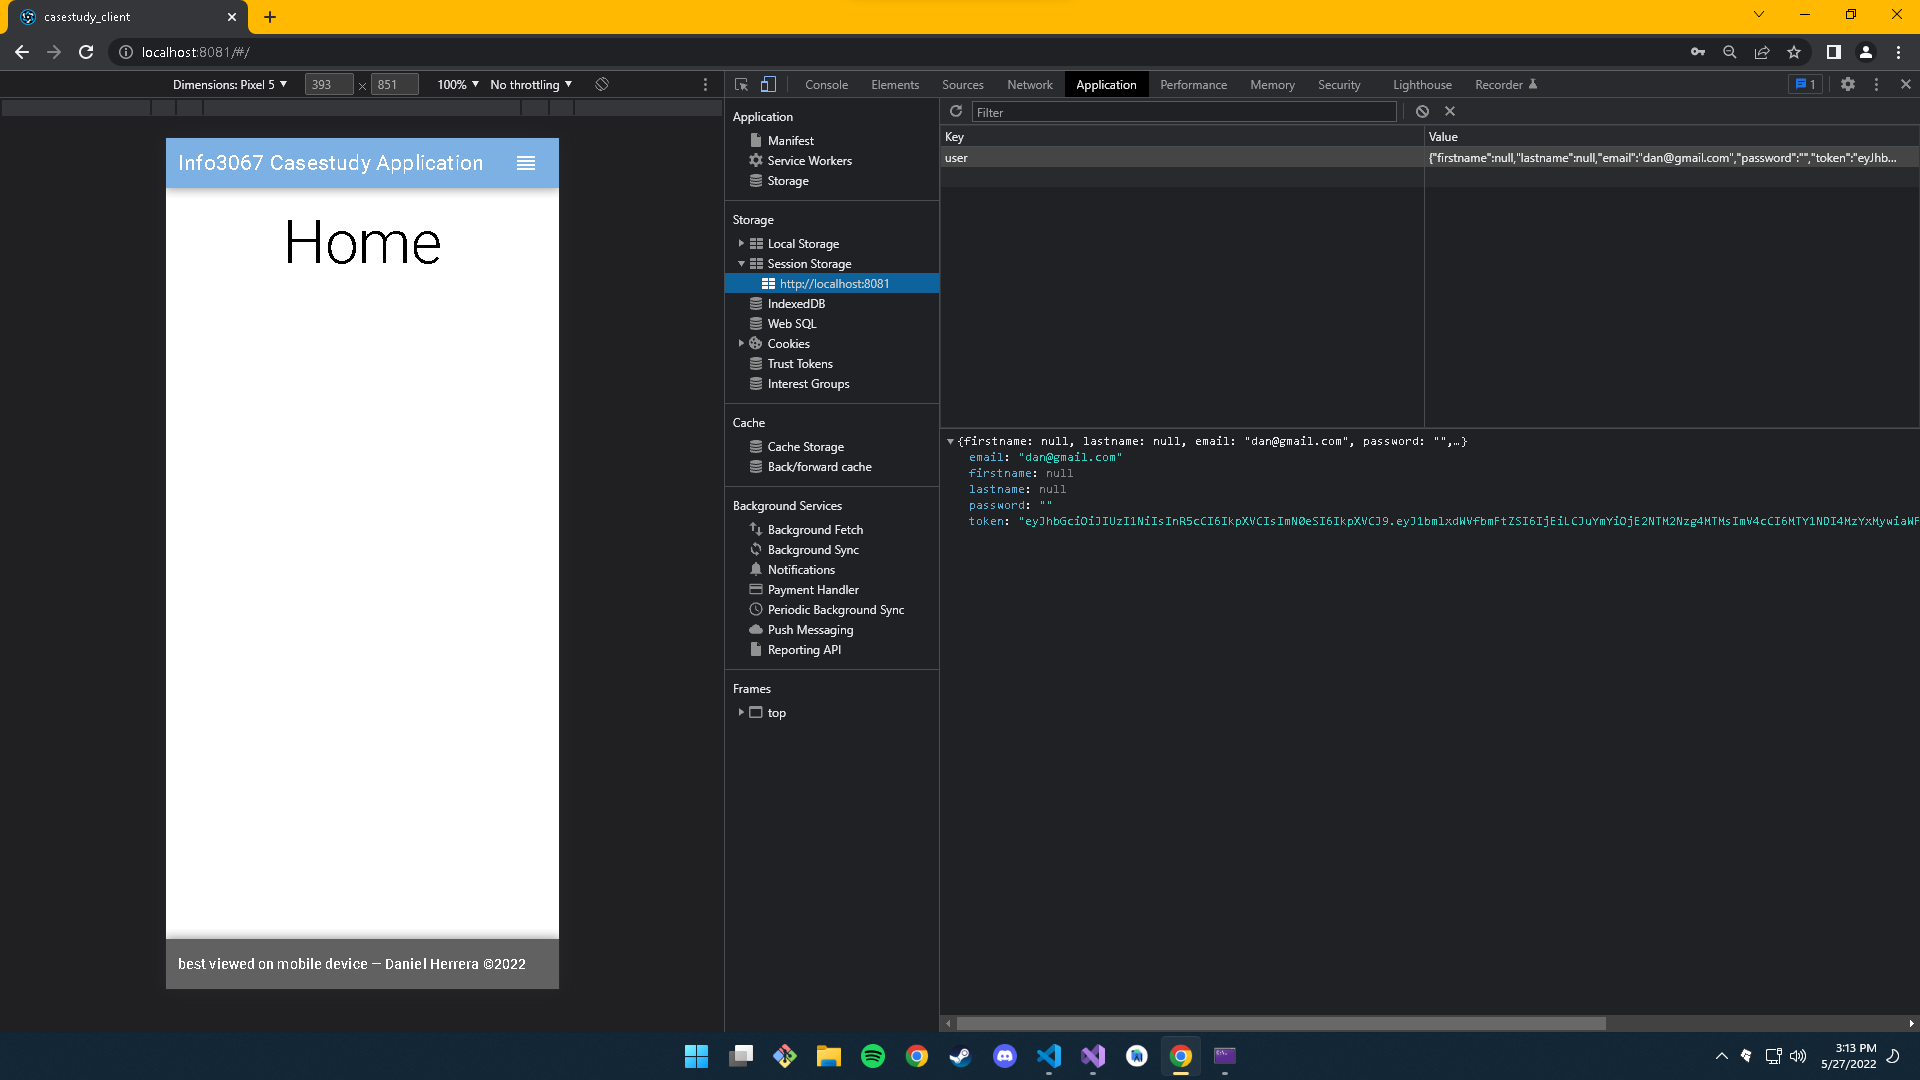 casestudy_client
localhost:8081/#/
Dimensions: Pixel 5
393 × 851
100%
No throttling
Console
Elements
Sources
Network
Application
Performance
Memory
Security
Lighthouse
Recorder
1
Info3067 Casestudy Application
Home
best viewed on mobile device — Daniel Herrera ©2022
Application
Manifest
Service Workers
Storage
Storage
Local Storage
Session Storage
http://localhost:8081
IndexedDB
Web SQL
Cookies
Trust Tokens
Interest Groups
Cache
Cache Storage
Back/forward cache
Background Services
Background Fetch
Background Sync
Notifications
Payment Handler
Periodic Background Sync
Push Messaging
Reporting API
Frames
top
Filter
Key
Value
user
{"firstname":null,"lastname":null,"email":"dan@gmail.com","password":"","token":"eyJhb...
{firstname: null, lastname: null, email: "dan@gmail.com", password: "",…}
email: "dan@gmail.com"
firstname: null
lastname: null
password: ""
token: "eyJhbGciOiJIUzI1NiIsInR5cCI6IkpXVCIsImN0eSI6IkpXVCJ9.eyJ1bmlxdWVfbmFtZSI6IjEiLCJuYmYiOjE2NTM2Nzg4MTMsImV4cCI6MTY1NDI4MzYxMywiaWF
3:13 PM
5/27/2022